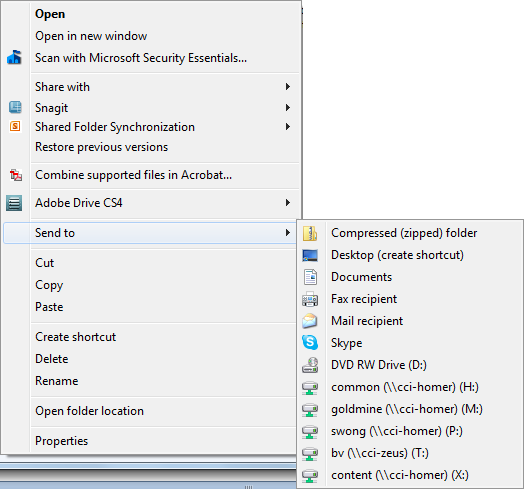 Open
Open in new window
Scan with Microsoft Security Essentials...
Share with
Snagit
Shared Folder Synchronization
Restore previous versions
Combine supported files in Acrobat...
Adobe Drive CS4
Send to
Cut
Copy
Paste
Create shortcut
Delete
Rename
Open folder location
Properties
Compressed (zipped) folder
Desktop (create shortcut)
Documents
Fax recipient
Mail recipient
Skype
DVD RW Drive (D:)
common (\\cci-homer) (H:)
goldmine (\\cci-homer) (M:)
swong (\\cci-homer) (P:)
bv (\\cci-zeus) (T:)
content (\\cci-homer) (X:)